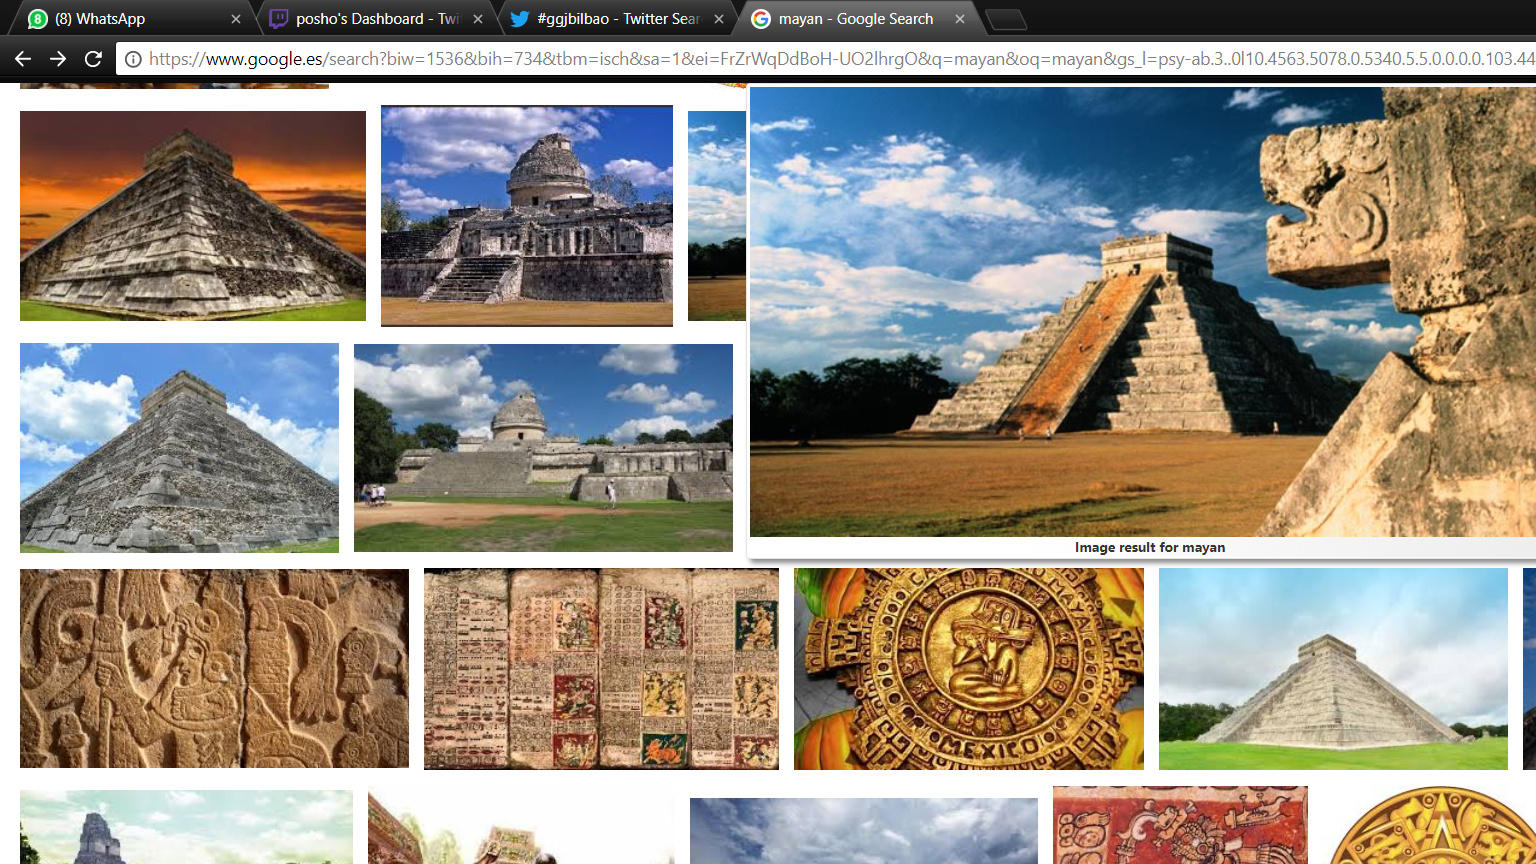 (8) WhatsApp
posho's Dashboard - Twi
#ggjbilbao - Twitter Sear
mayan - Google Search
https://www.google.es/search?biw=1536&bih=734&tbm=isch&sa=1&ei=FrZrWqDdBoH-UO2lhrgO&q=mayan&oq=mayan&gs_l=psy-ab.3..0l10.4563.5078.0.5340.5.5.0.0.0.0.103.44
Image result for mayan
MAYA
MEXICO